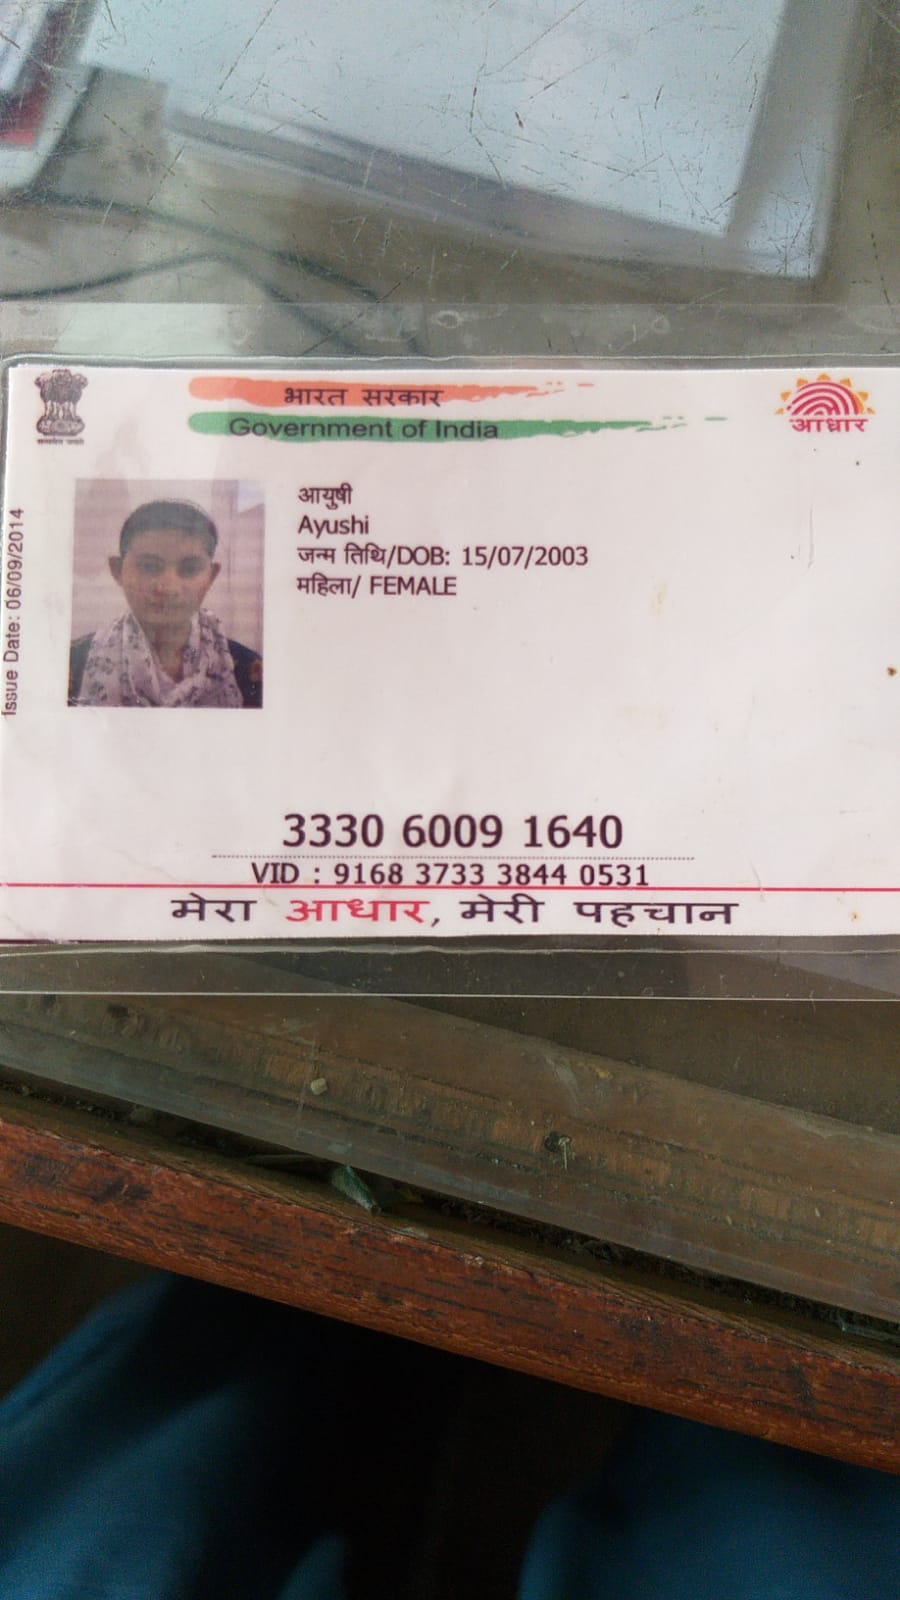 भारत सरकार
Government of India
आधार
Issue Date: 06/09/2014
आयुषी
Ayushi
जन्म तिथि/DOB: 15/07/2003
महिला/ FEMALE
3330 6009 1640
VID : 9168 3733 3844 0531
मेरा आधार, मेरी पहचान